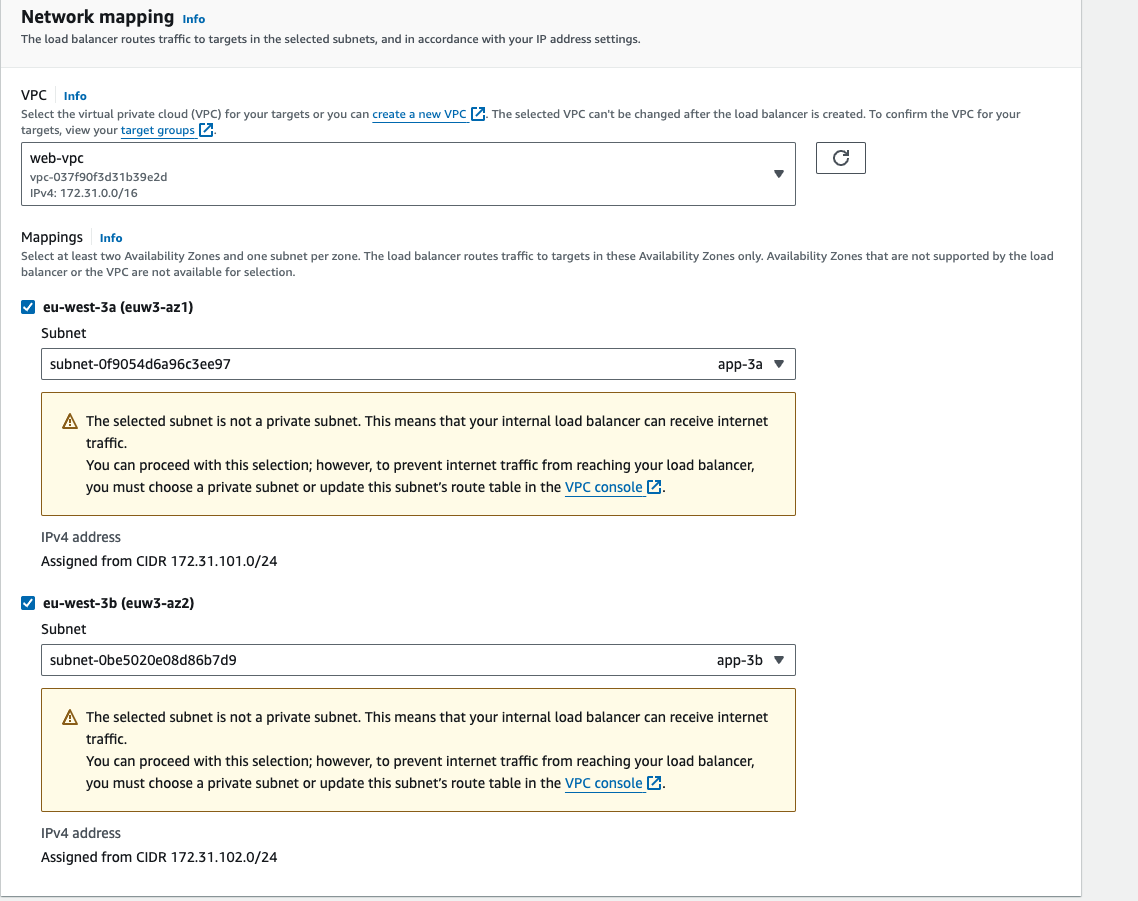 Network mapping Info
The load balancer routes traffic to targets in the selected subnets, and in accordance with your IP address settings.
VPC Info
Select the virtual private cloud (VPC) for your targets or you can create a new VPC. The selected VPC can't be changed after the load balancer is created. To confirm the VPC for your
targets, view your target groups.
web-vpc
vpc-037f90f3d31b39e2d
IPv4: 172.31.0.0/16
Mappings Info
Select at least two Availability Zones and one subnet per zone. The load balancer routes traffic to targets in these Availability Zones only. Availability Zones that are not supported by the load
balancer or the VPC are not available for selection.
eu-west-3a (euw3-az1)
Subnet
subnet-0f9054d6a96c3ee97 app-3a
The selected subnet is not a private subnet. This means that your internal load balancer can receive internet
traffic.
You can proceed with this selection; however, to prevent internet traffic from reaching your load balancer,
you must choose a private subnet or update this subnet's route table in the VPC console.
IPv4 address
Assigned from CIDR 172.31.101.0/24
eu-west-3b (euw3-az2)
Subnet
subnet-0be5020e08d86b7d9 app-3b
The selected subnet is not a private subnet. This means that your internal load balancer can receive internet
traffic.
You can proceed with this selection; however, to prevent internet traffic from reaching your load balancer,
you must choose a private subnet or update this subnet's route table in the VPC console.
IPv4 address
Assigned from CIDR 172.31.102.0/24